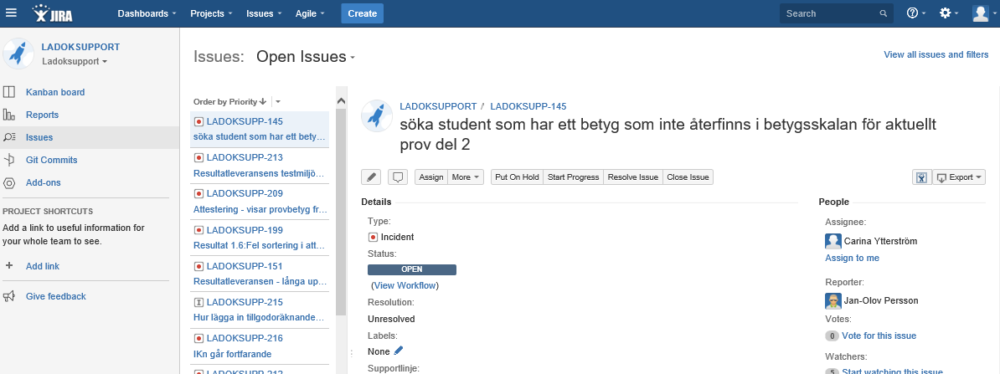 JIRA Dashboards Projects Issues Agile Create Search
LADOKSUPPORT
Ladoksupport
Kanban board
Reports
Issues
Git Commits
Add-ons
PROJECT SHORTCUTS
Add a link to useful information for
your whole team to see.
+ Add link
Give feedback
Issues: Open Issues
View all issues and filters
Order by Priority
LADOKSUPP-145
söka student som har ett bety…
LADOKSUPP-213
Resultatleveransens testmiljö…
LADOKSUPP-209
Attestering - visar provbetyg fr…
LADOKSUPP-199
Resultat 1.6:Fel sortering i att…
LADOKSUPP-151
Resultatleveransen - långa up…
LADOKSUPP-215
Hur lägga in tillgodoräknande…
LADOKSUPP-216
IKn går fortfarande
LADOKSUPPORT / LADOKSUPP-145
söka student som har ett betyg som inte återfinns i betygsskalan för aktuellt
prov del 2
Assign More Put On Hold Start Progress Resolve Issue Close Issue Export
Details
Type:
Incident
Status:
OPEN
(View Workflow)
Resolution:
Unresolved
Labels:
None
Supportlinje:
People
Assignee:
Carina Ytterström
Assign to me
Reporter:
Jan-Olov Persson
Votes:
0 Vote for this issue
Watchers:
5 Start watching this issue